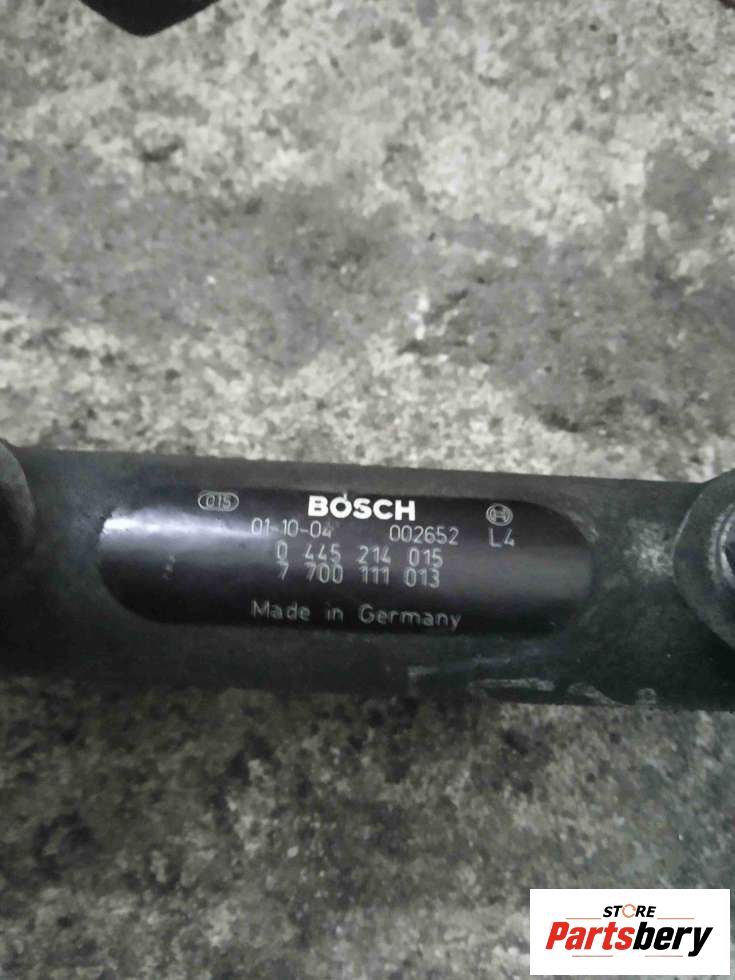 015 BOSCH
01-10-04 002652 L4
0 445 214 015
7 700 111 013
Made in Germany
STORE
Partsbery